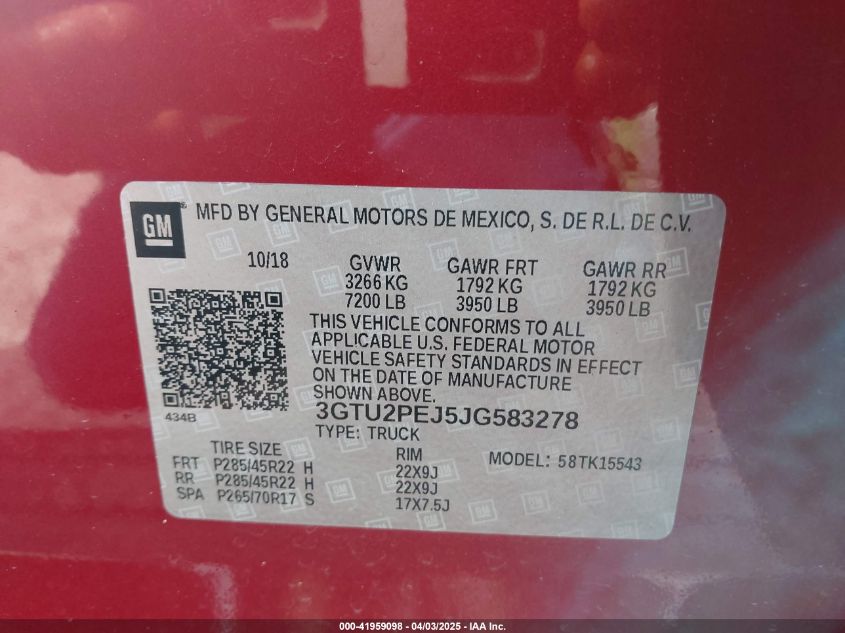 GM
MFD BY GENERAL MOTORS DE MEXICO, S. DE R.L. DE C.V.
10/18 GVWR GAWR FRT GAWR RR
3266 KG 1792 KG 1792 KG
7200 LB 3950 LB 3950 LB
THIS VEHICLE CONFORMS TO ALL
APPLICABLE U.S. FEDERAL MOTOR
VEHICLE SAFETY STANDARDS IN EFFECT
ON THE DATE OF MANUFACTURE
SHOWN ABOVE.
434B
3GTU2PEJ5JG583278
TYPE: TRUCK
TIRE SIZE RIM MODEL: 58TK15543
FRT P285/45R22 H 22X9J
RR P285/45R22 H 22X9J
SPA P265/70R17 S 17X7.5J
000-41959098 - 04/03/2025 - IAA Inc.